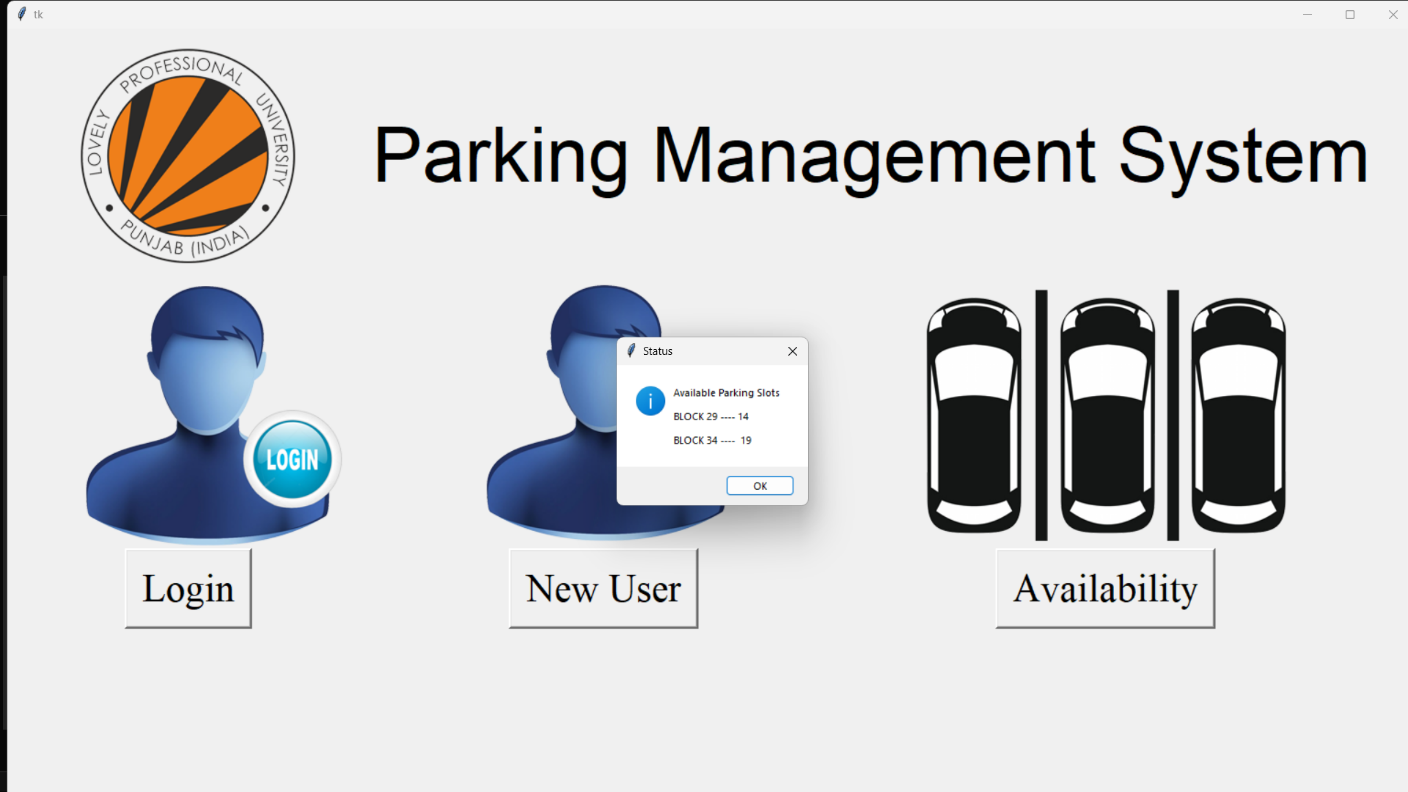 tk
LOVELY PROFESSIONAL UNIVERSITY
PUNJAB (INDIA)
Parking Management System
LOGIN
Status
Available Parking Slots
BLOCK 29 ---- 14
BLOCK 34 ----  19
OK
Login
New User
Availability